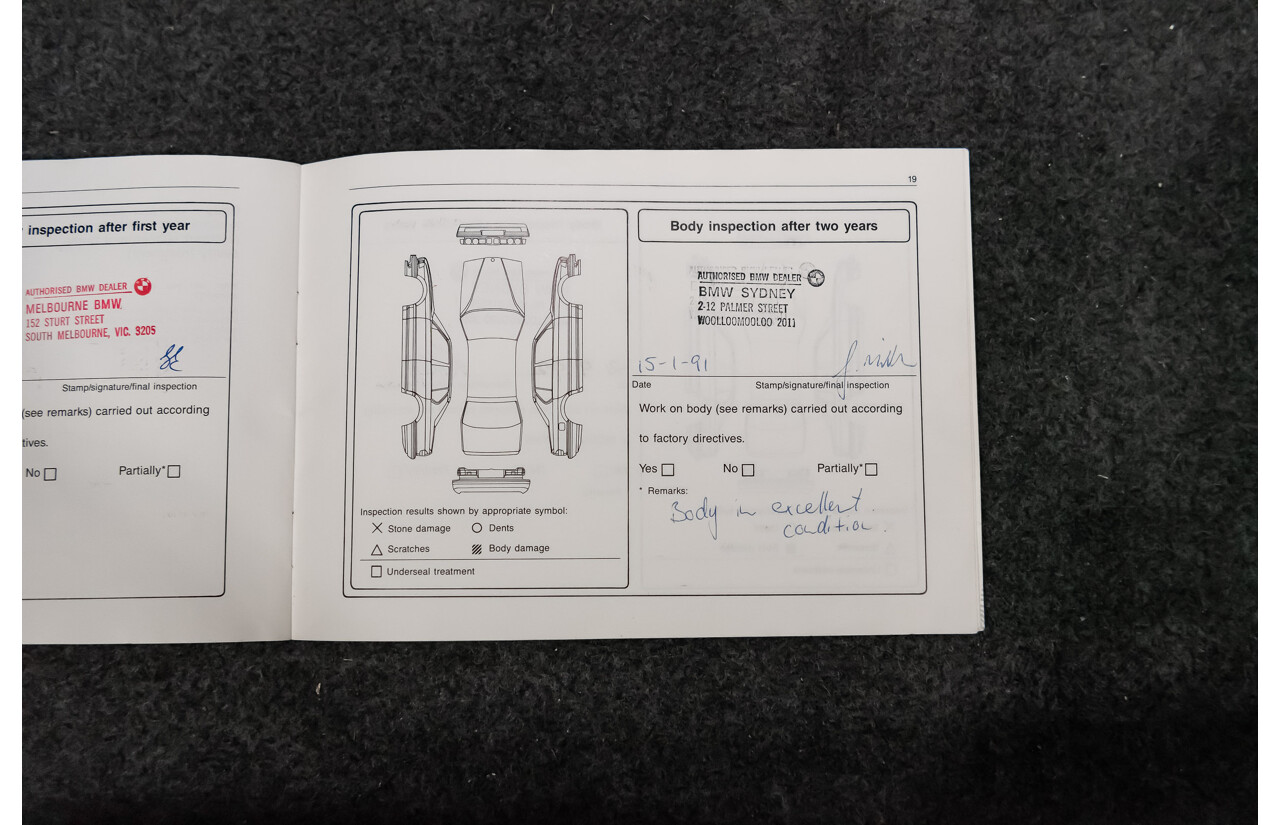 inspection after first year
AUTHORISED BMW DEALER
MELBOURNE BMW
152 STURT STREET
SOUTH MELBOURNE, VIC. 3205
Stamp/signature/final inspection
(see remarks) carried out according
tives.
No
Partially*
19
Inspection results shown by appropriate symbol:
Stone damage
Dents
Scratches
Body damage
Underseal treatment
Body inspection after two years
AUTHORISED BMW DEALER
BMW SYDNEY
2-12 PALMER STREET
WOOLLOOMOOLOO 2011
15-1-91
Date
Stamp/signature/final inspection
Work on body (see remarks) carried out according
to factory directives.
Yes
No
Partially*
* Remarks:
Body in excellent
condition.